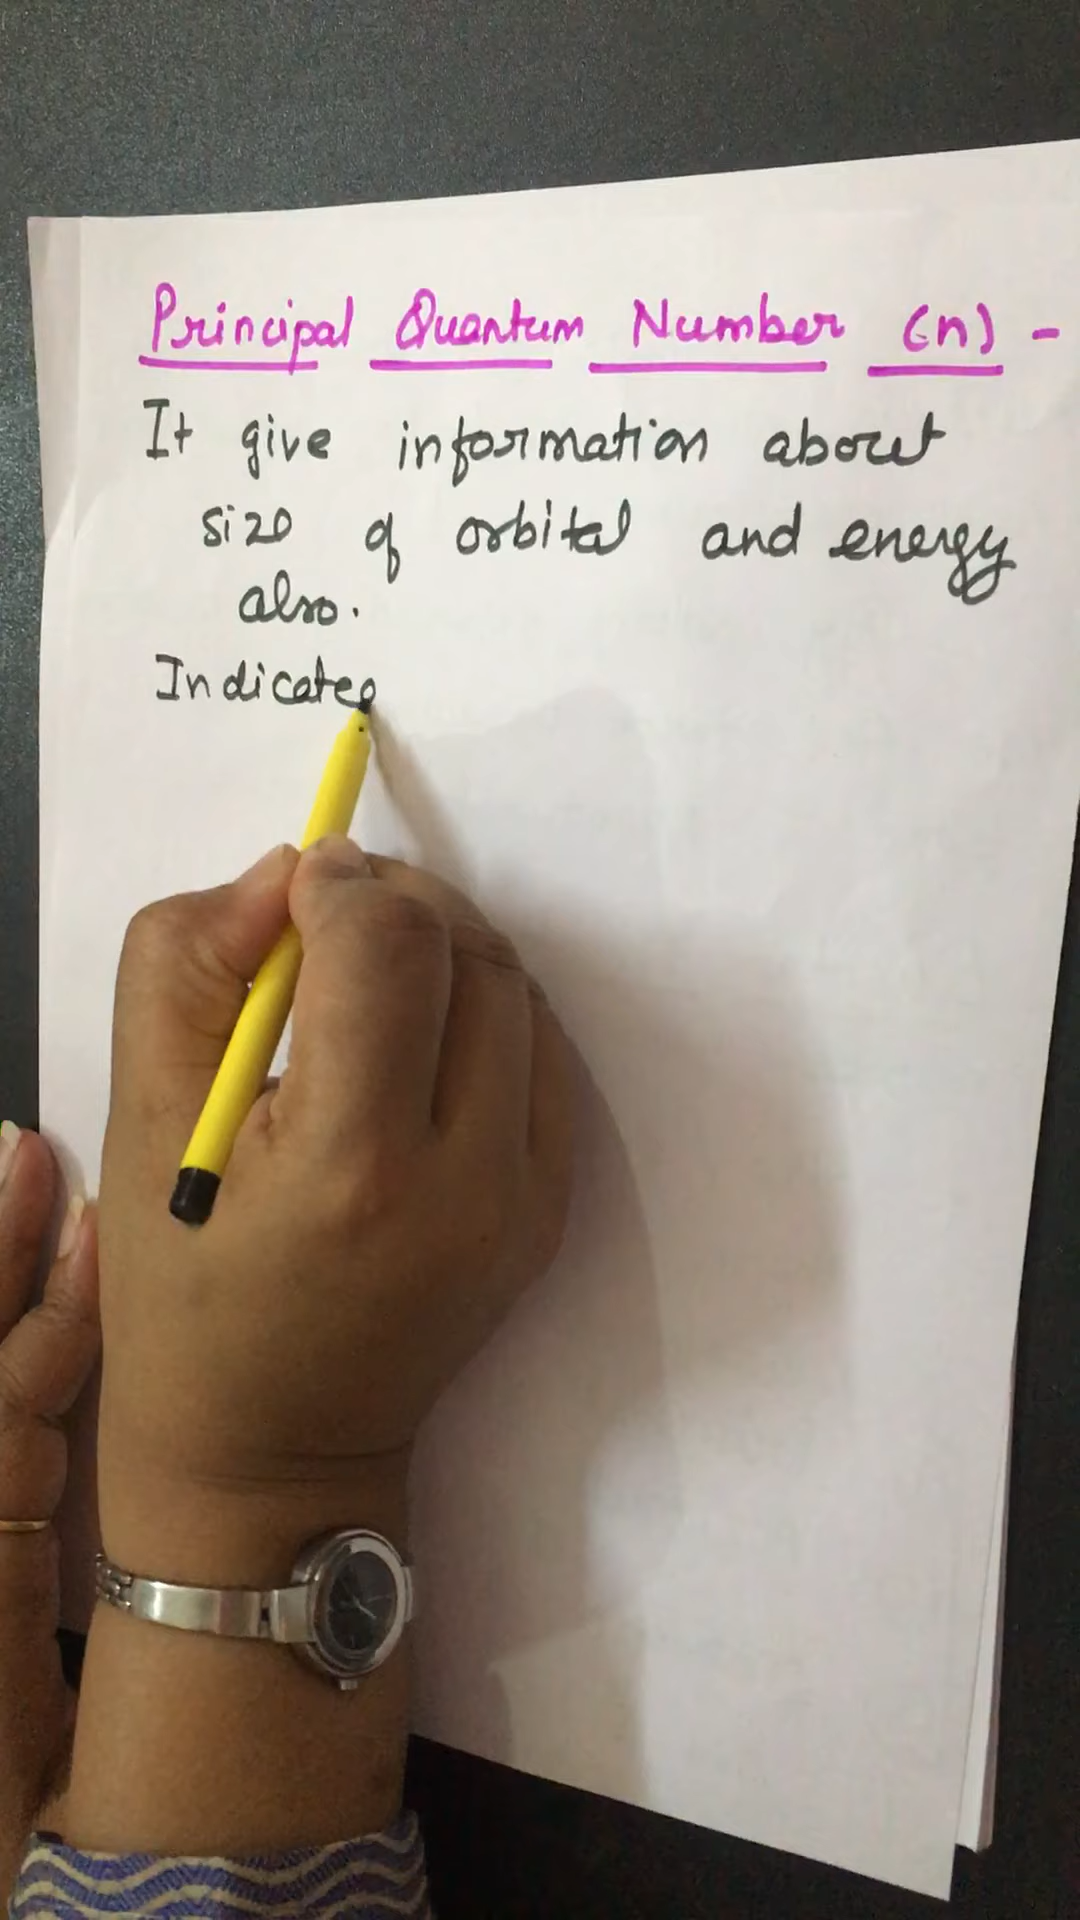 Principal Quantum Number (n) -
It give information about
size of orbital and energy
also.
Indicates